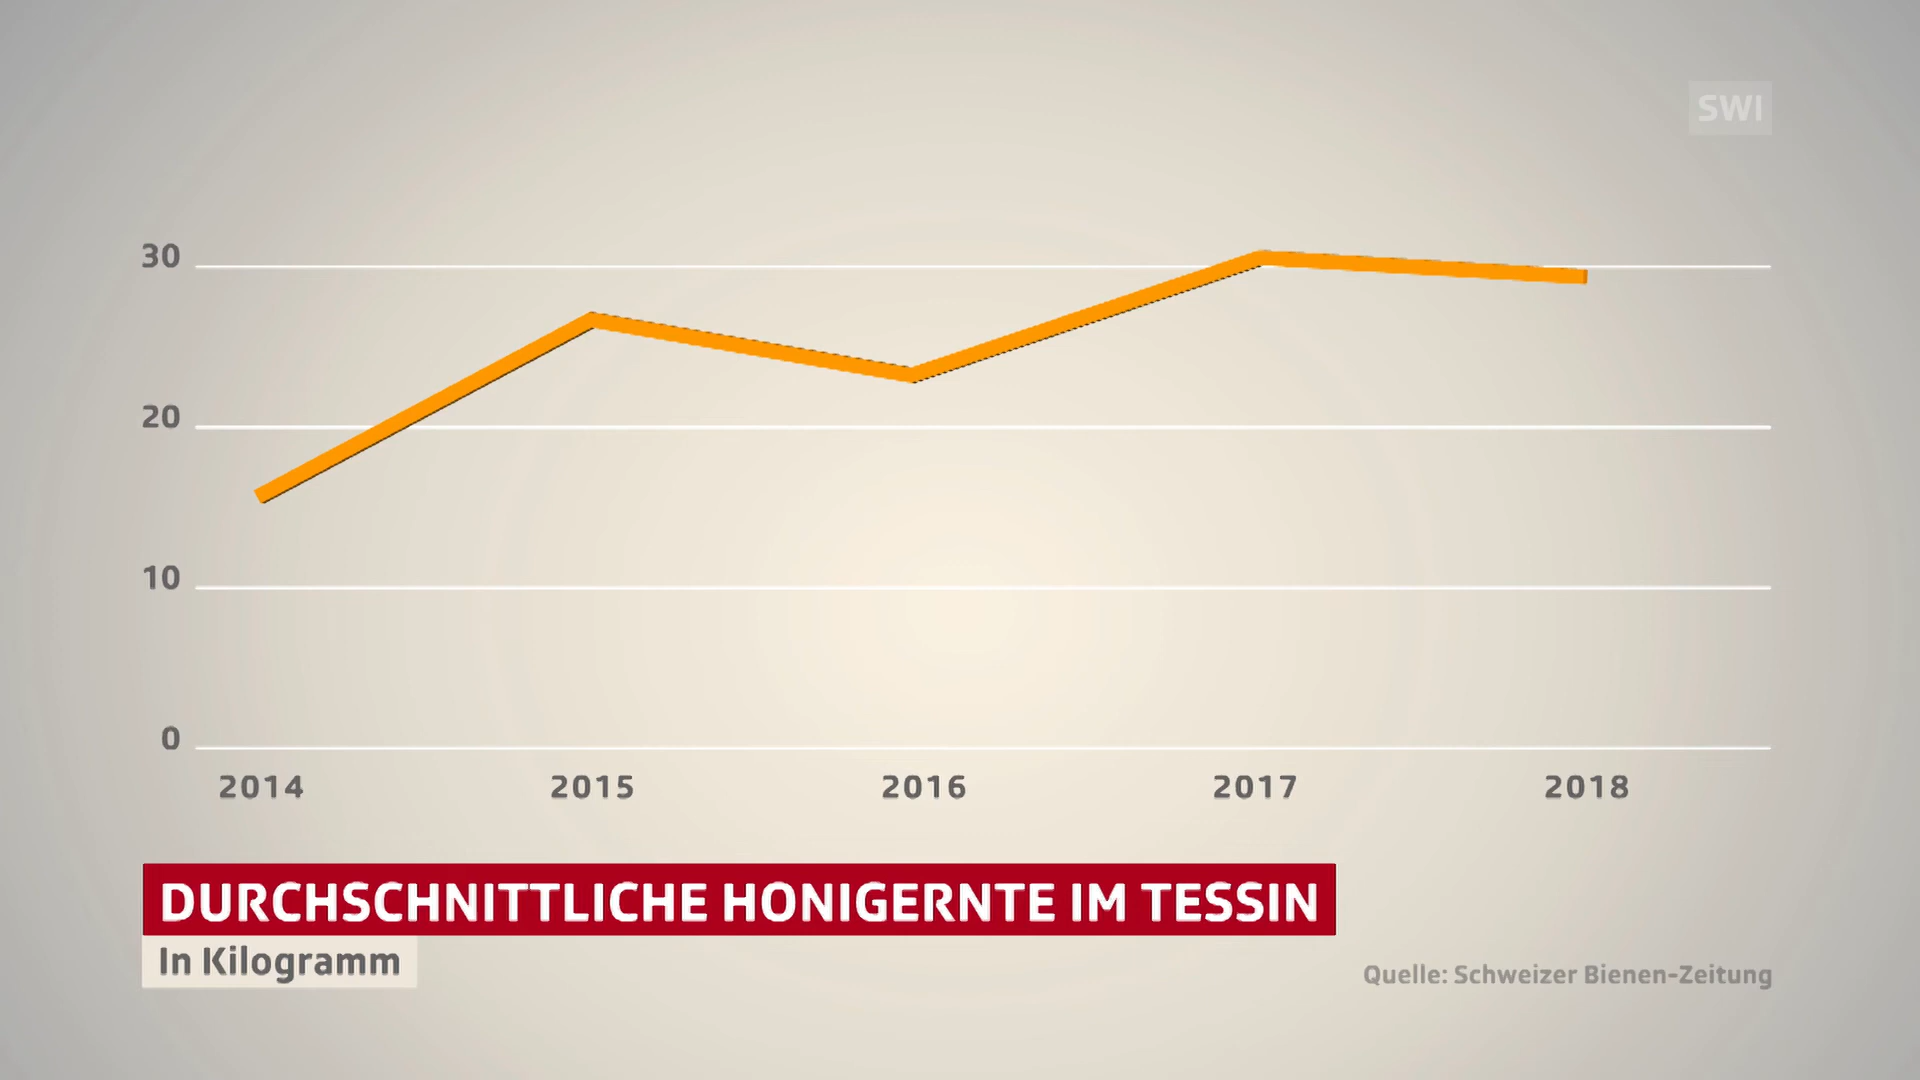 SWI
30
20
10
0
2014 2015 2016 2017 2018
DURCHSCHNITTLICHE HONIGERNTE IM TESSIN
In Kilogramm
Quelle: Schweizer Bienen-Zeitung